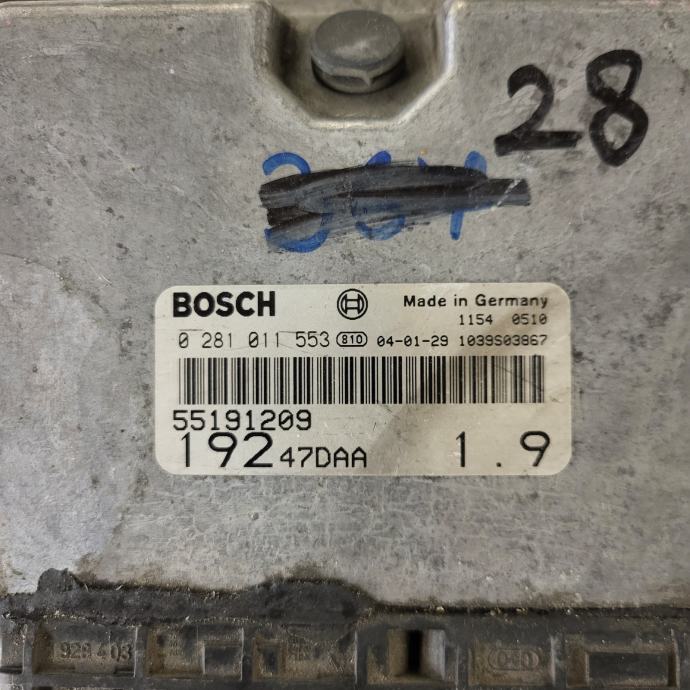 28
BOSCH Made in Germany
1154 0510
0 281 011 553 810 04-01-29 1039S03867
55191209
192 47DAA 1.9
928 403